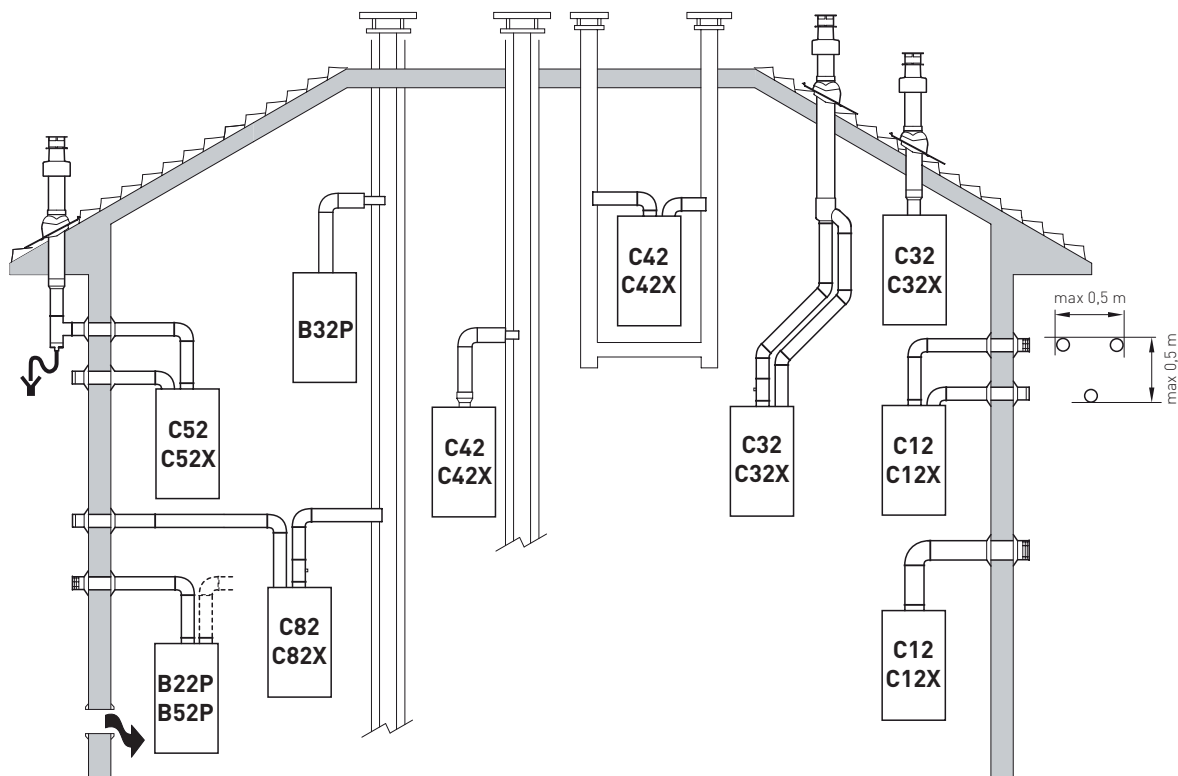 C32
C32X
C42
C42X
B32P
max 0,5 m
max 0,5 m
C52
C52X
C42
C42X
C32
C32X
C12
C12X
C82
C82X
B22P
B52P
C12
C12X